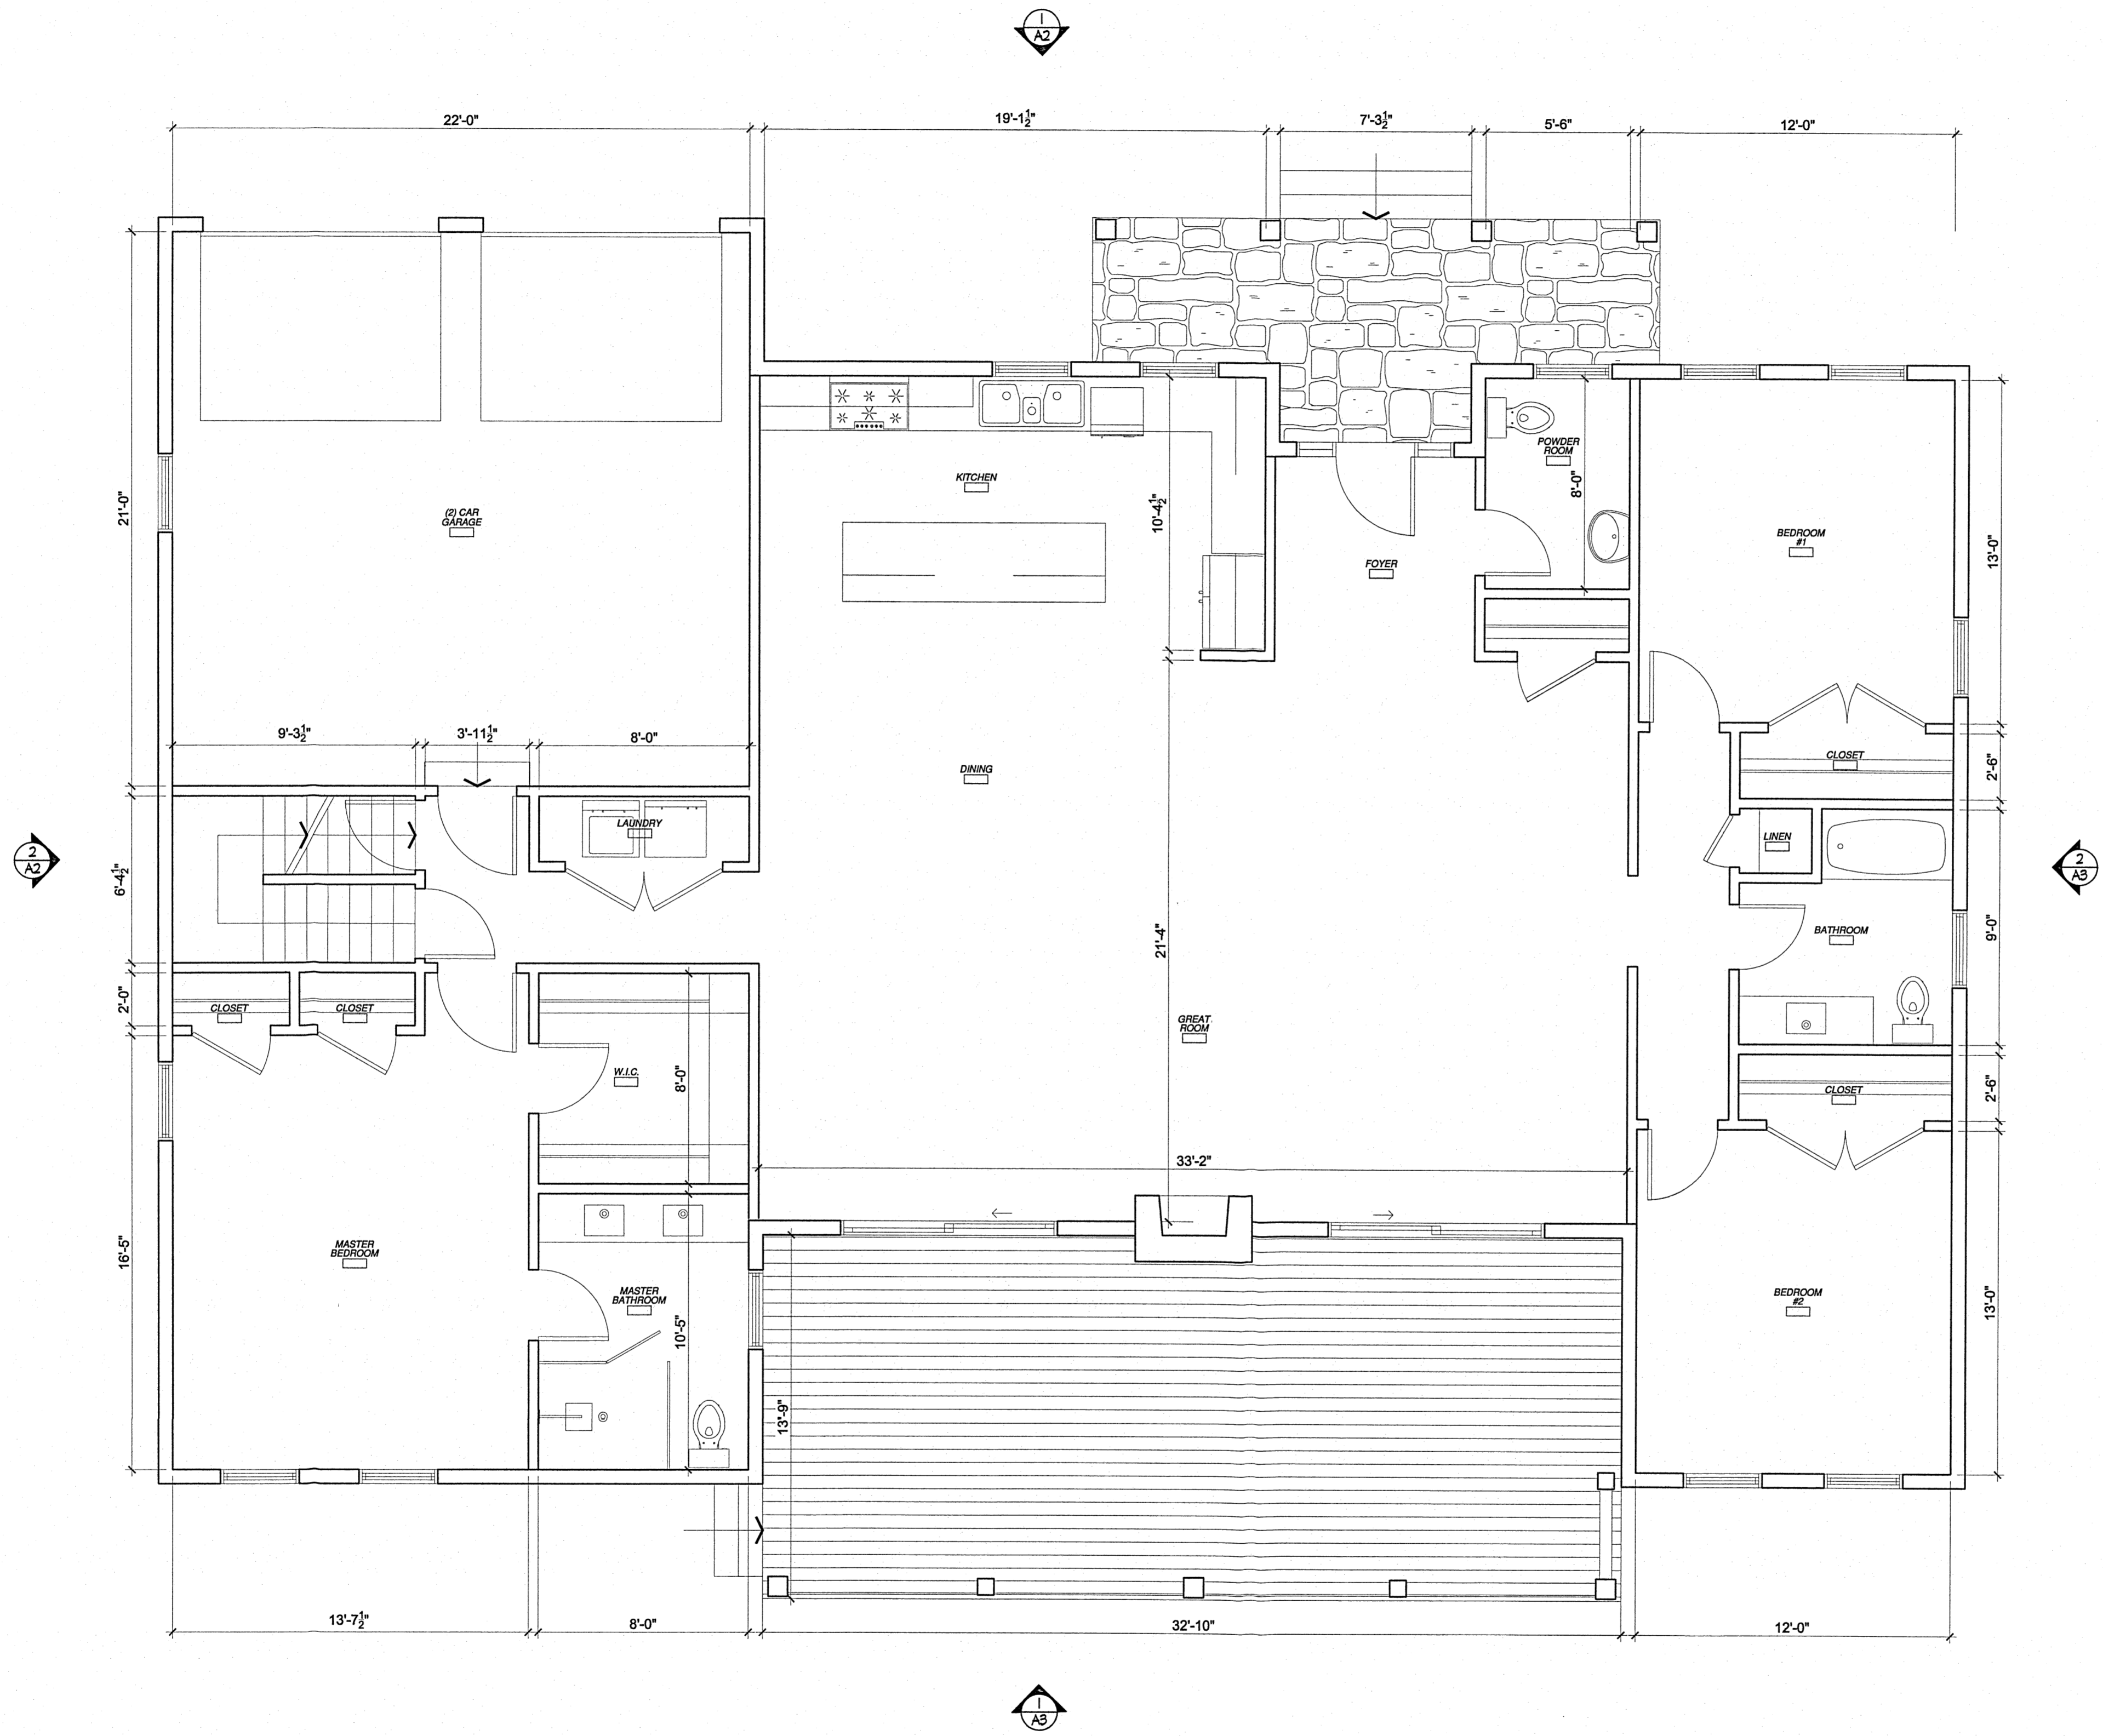 1
A2
22'-0"
19'-1½"
7'-3½"
5'-6"
12'-0"
(2) CAR
GARAGE
21'-0"
KITCHEN
10'-4½"
FOYER
POWDER
ROOM
8'-0"
BEDROOM
#1
13'-0"
9'-3½"
3'-11½"
8'-0"
DINING
CLOSET
2'-6"
LAUNDRY
LINEN
2
A2
6'-4½"
2
A3
21'-4"
BATHROOM
9'-0"
2'-0"
CLOSET
CLOSET
GREAT
ROOM
W.I.C.
8'-0"
CLOSET
2'-6"
33'-2"
16'-5"
MASTER
BEDROOM
MASTER
BATHROOM
10'-5"
BEDROOM
#2
13'-0"
13'-9"
13'-7½"
8'-0"
32'-10"
12'-0"
1
A3